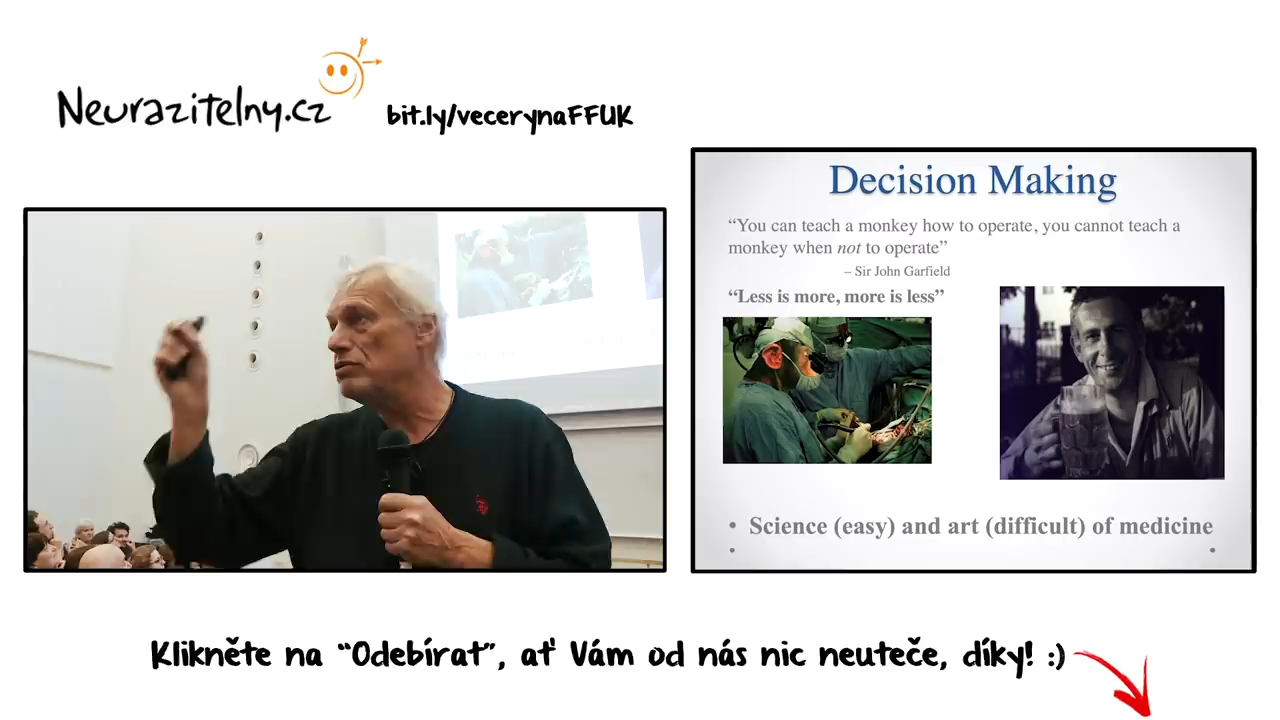 Neurazitelny.cz
bit.ly/vecerynaFFUK
Decision Making
“You can teach a monkey how to operate, you cannot teach a
monkey when not to operate”
– Sir John Garfield
“Less is more, more is less”
• Science (easy) and art (difficult) of medicine
Klikněte na “Odebírat”, ať Vám od nás nic neuteče, díky! :)